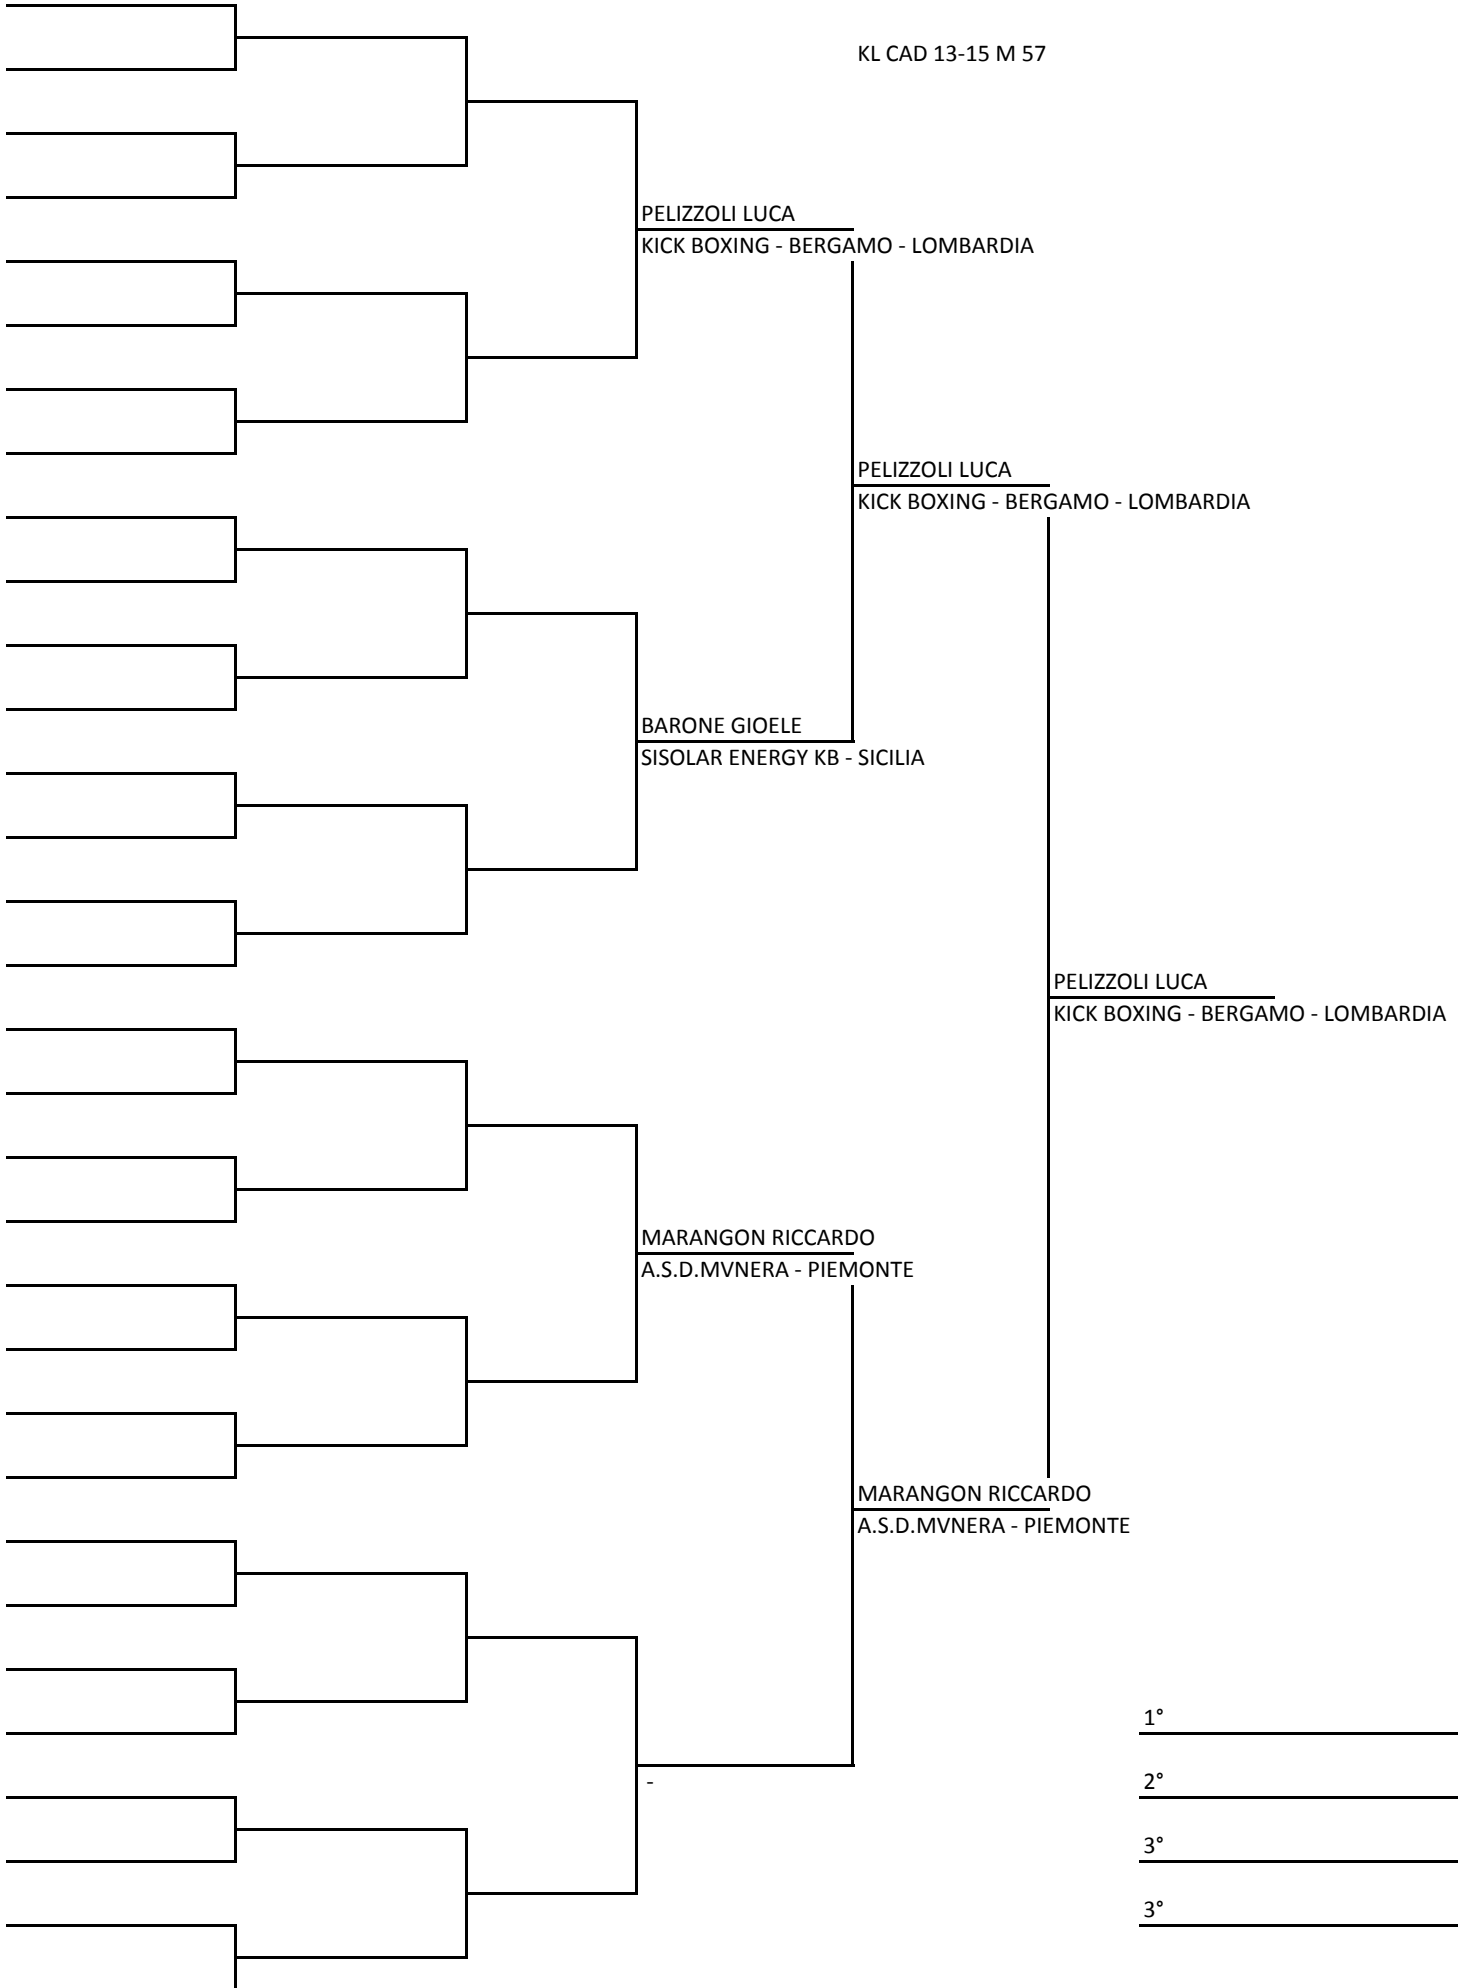 KL CAD 13-15 M 57
PELIZZOLI LUCA
KICK BOXING - BERGAMO - LOMBARDIA
PELIZZOLI LUCA
KICK BOXING - BERGAMO - LOMBARDIA
BARONE GIOELE
SISOLAR ENERGY KB - SICILIA
PELIZZOLI LUCA
KICK BOXING - BERGAMO - LOMBARDIA
MARANGON RICCARDO
A.S.D.MVNERA - PIEMONTE
MARANGON RICCARDO
A.S.D.MVNERA - PIEMONTE
1°
-
2°
3°
3°